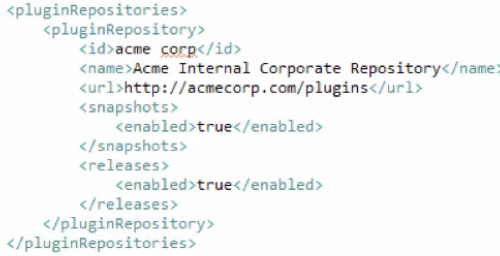 <pluginRepositories>
    <pluginRepository>
        <id>acme corp</id>
        <name>Acme Internal Corporate Repository</name>
        <url>http://acmecorp.com/plugins</url>
        <snapshots>
            <enabled>true</enabled>
        </snapshots>
        <releases>
            <enabled>true</enabled>
        </releases>
    </pluginRepository>
</pluginRepositories>